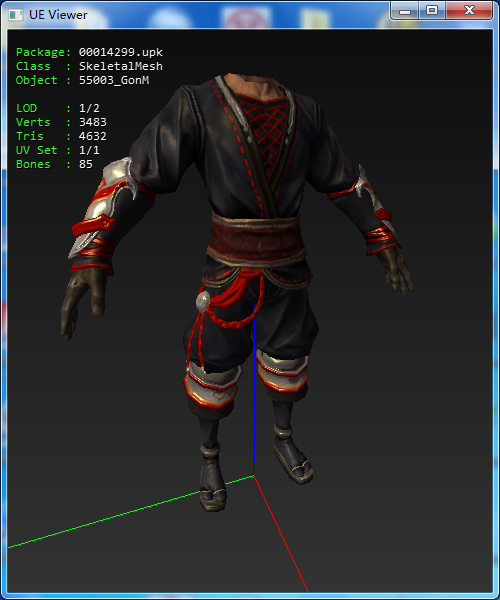 UE Viewer
Package: 00014299.upk
Class : SkeletalMesh
Object : 55003_GonM
LOD : 1/2
Verts : 3483
Tris : 4632
UV Set : 1/1
Bones : 85